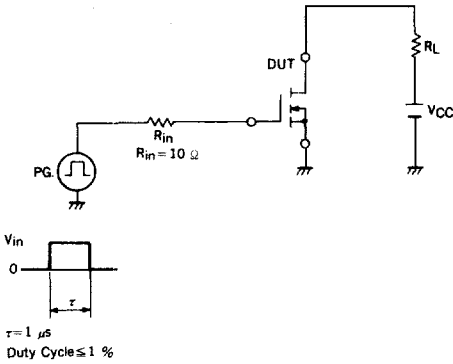 DUT
RL
VCC
Rin
Rin=10 Ω
PG.
Vin
0
τ
τ=1 μs
Duty Cycle≦1 %